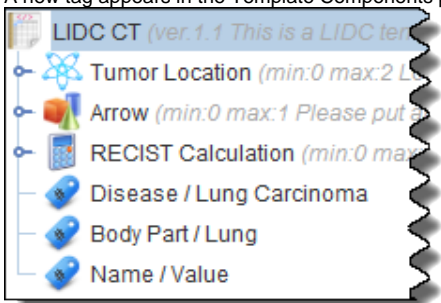 A new tag appears in the Template Components
LIDC CT (ver.1.1 This is a LIDC
Tumor Location (min:0 max:2
Arrow (min:0 max:1 Please put
RECIST Calculation (min:0
Disease / Lung Carcinoma
Body Part / Lung
Name / Value